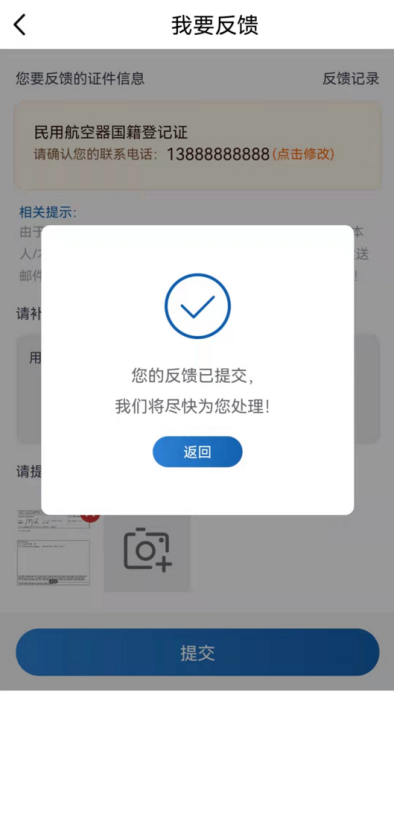 我要反馈
您要反馈的证件信息
反馈记录
民用航空器国籍登记证
请确认您的联系电话：13888888888(点击修改)
相关提示：
由于
本
人/
送
邮件
！
您的反馈已提交，
我们将尽快为您处理！
返回
请补
用
请提
提交